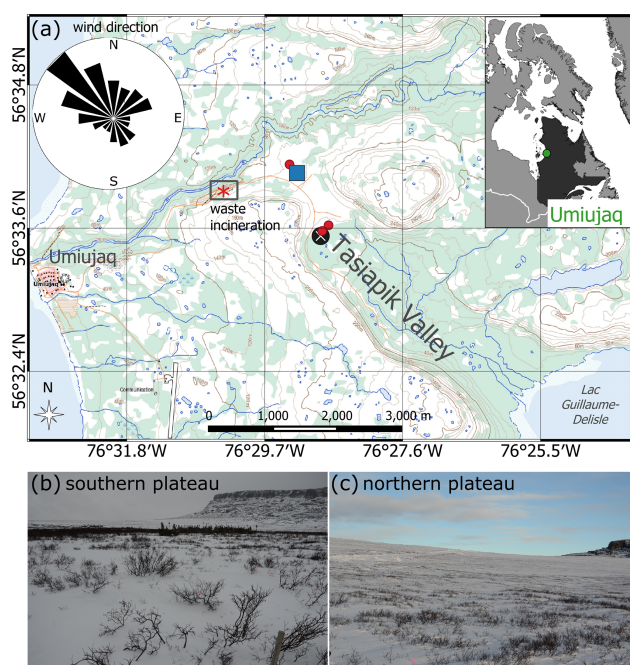 (a)
wind direction
N
W
E
S
56°34.8′N
56°33.6′N
56°32.4′N
waste
incineration
Umiujaq
Umiujaq
Tasiapik Valley
Umiujaq
Communication
N
0 1,000 2,000 3,000 m
Lac
Guillaume-
Delisle
76°31.8′W 76°29.7′W 76°27.6′W 76°25.5′W
(b) southern plateau
(c) northern plateau